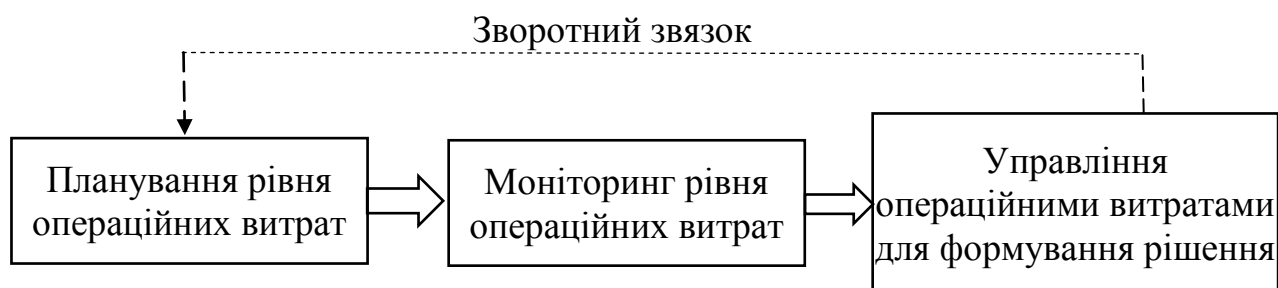 Зворотний звязок
Планування рівня
операційних витрат
Моніторинг рівня
операційних витрат
Управління
операційними витратами
для формування рішення